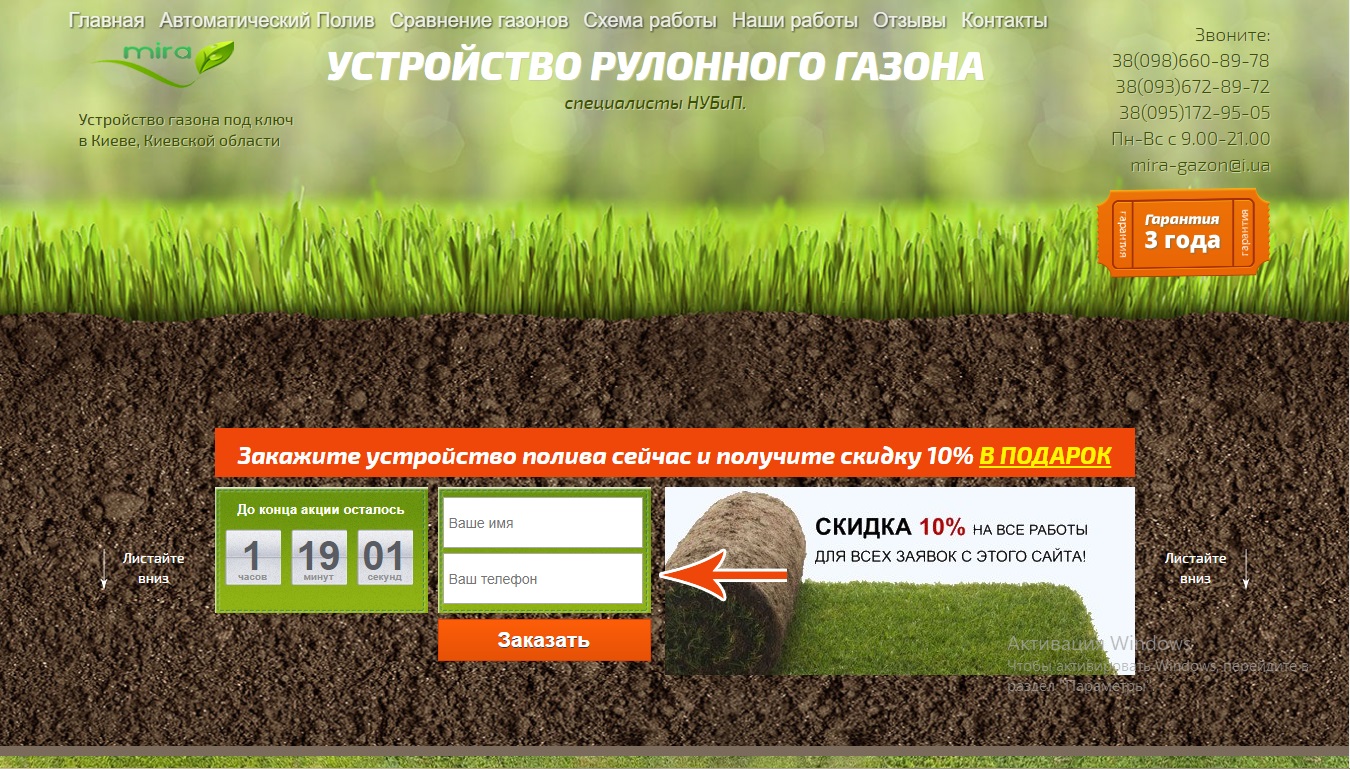 Главная Автоматический Полив Сравнение газонов Схема работы Наши работы Отзывы Контакты
mira
Устройство газона под ключ
в Киеве, Киевской области
УСТРОЙСТВО РУЛОННОГО ГАЗОНА
специалисты НУБиП.
Звоните:
38(098)660-89-78
38(093)672-89-72
38(095)172-95-05
Пн-Вс с 9.00-21.00
mira-gazon@i.ua
гарантия
Гарантия
3 года
гарантия
Закажите устройство полива сейчас и получите скидку 10% В ПОДАРОК
До конца акции осталось
1 19 01
часов минут секунд
Ваше имя
Ваш телефон
Заказать
СКИДКА 10% НА ВСЕ РАБОТЫ
ДЛЯ ВСЕХ ЗАЯВОК С ЭТОГО САЙТА!
Листайте
вниз
Листайте
вниз
Активация Windows
Чтобы активировать Windows, перейдите в
раздел "Параметры